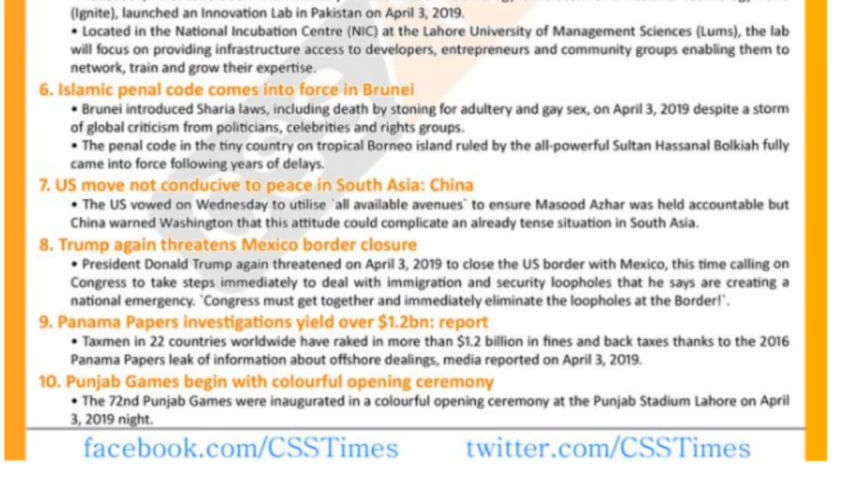 (Ignite), launched an Innovation Lab in Pakistan on April 3, 2019.
• Located in the National Incubation Centre (NIC) at the Lahore University of Management Sciences (Lums), the lab
will focus on providing infrastructure access to developers, entrepreneurs and community groups enabling them to
network, train and grow their expertise.
6. Islamic penal code comes into force in Brunei
• Brunei introduced Sharia laws, including death by stoning for adultery and gay sex, on April 3, 2019 despite a storm
of global criticism from politicians, celebrities and rights groups.
• The penal code in the tiny country on tropical Borneo island ruled by the all-powerful Sultan Hassanal Bolkiah fully
came into force following years of delays.
7. US move not conducive to peace in South Asia: China
• The US vowed on Wednesday to utilise `all available avenues` to ensure Masood Azhar was held accountable but
China warned Washington that this attitude could complicate an already tense situation in South Asia.
8. Trump again threatens Mexico border closure
• President Donald Trump again threatened on April 3, 2019 to close the US border with Mexico, this time calling on
Congress to take steps immediately to deal with immigration and security loopholes that he says are creating a
national emergency. `Congress must get together and immediately eliminate the loopholes at the Border!`.
9. Panama Papers investigations yield over $1.2bn: report
• Taxmen in 22 countries worldwide have raked in more than $1.2 billion in fines and back taxes thanks to the 2016
Panama Papers leak of information about offshore dealings, media reported on April 3, 2019.
10. Punjab Games begin with colourful opening ceremony
• The 72nd Punjab Games were inaugurated in a colourful opening ceremony at the Punjab Stadium Lahore on April
3, 2019 night.
facebook.com/CSSTimes twitter.com/CSSTimes